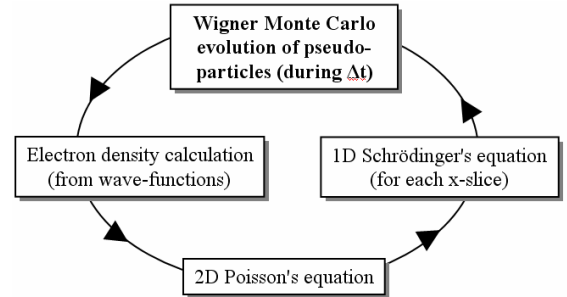 Wigner Monte Carlo
evolution of pseudo-
particles (during Δt)
Electron density calculation
(from wave-functions)
1D Schrödinger's equation
(for each x-slice)
2D Poisson's equation